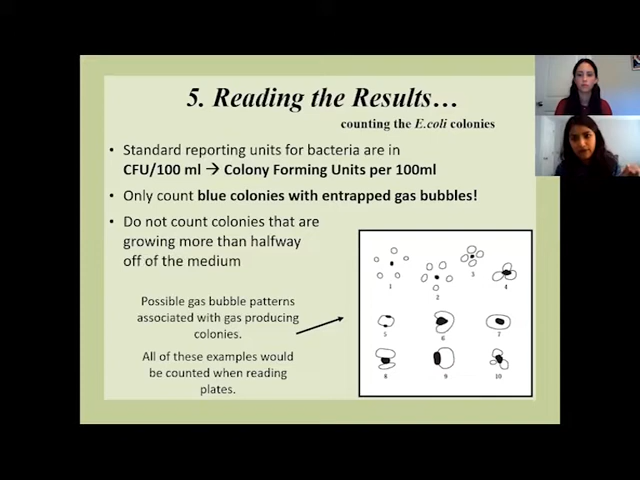 5. Reading the Results…
counting the E.coli colonies
• Standard reporting units for bacteria are in
CFU/100 ml → Colony Forming Units per 100ml
• Only count blue colonies with entrapped gas bubbles!
• Do not count colonies that are
growing more than halfway
off of the medium
Possible gas bubble patterns
associated with gas producing
colonies.
All of these examples would
be counted when reading
plates.
1 2 3 4
5 6 7
8 9 10